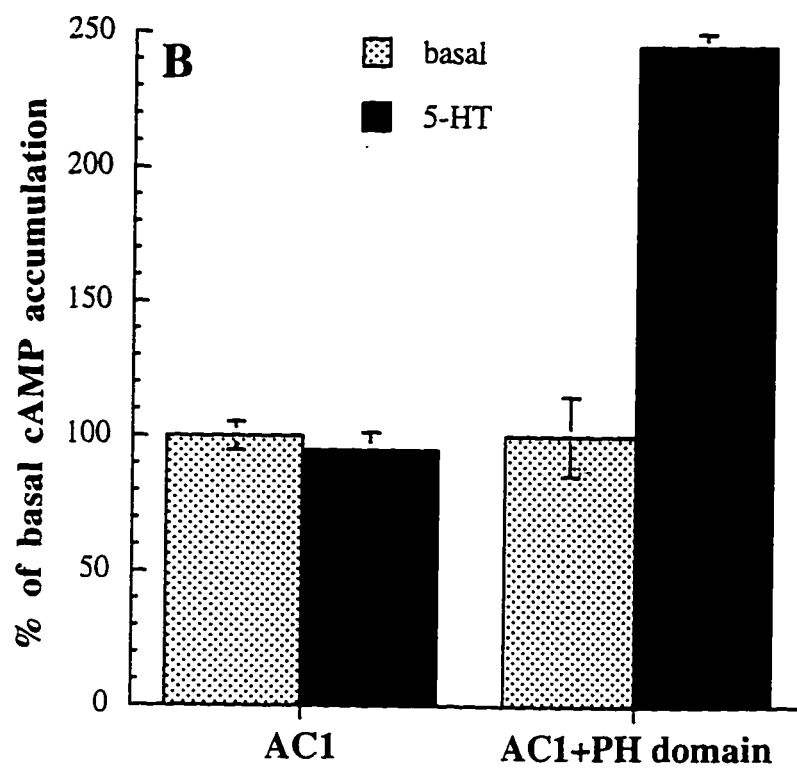 B
basal
5-HT
% of basal cAMP accumulation
250
200
150
100
50
0
AC1
AC1+PH domain